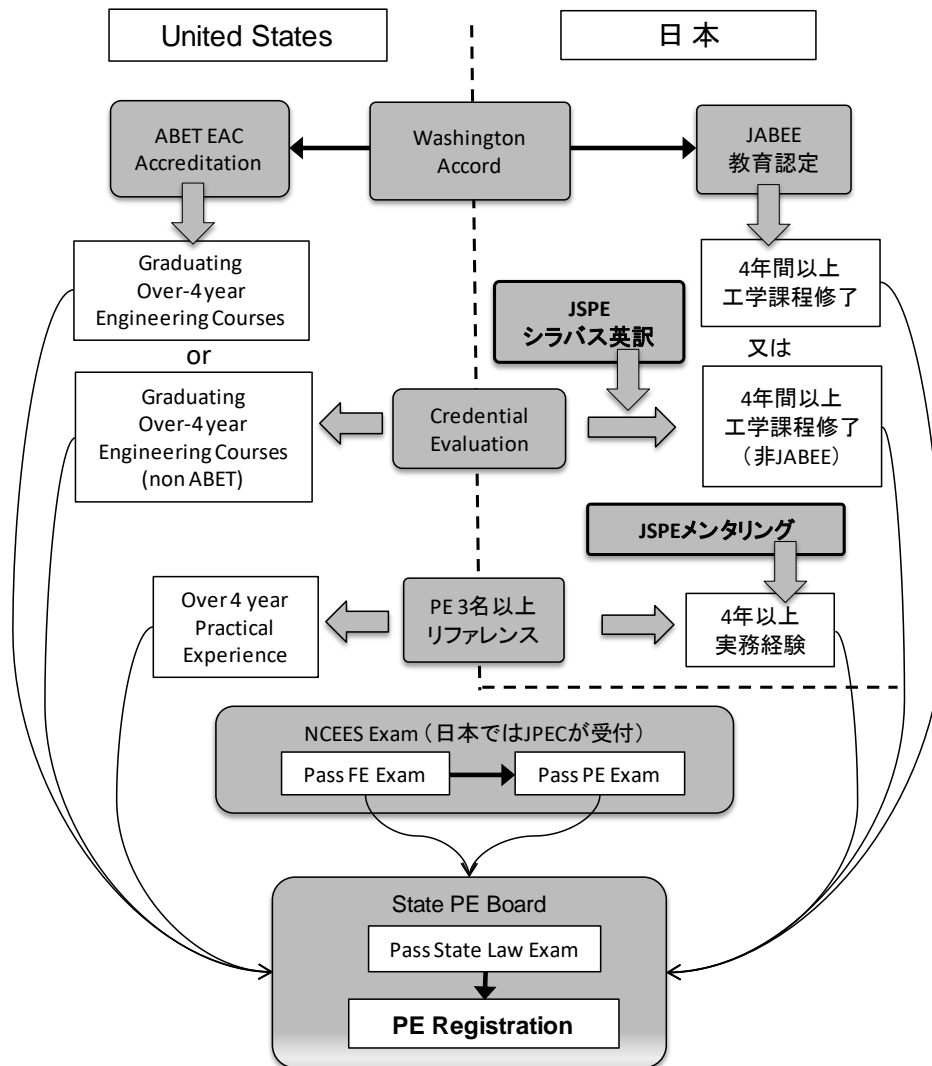 United States
日 本
ABET EAC
Accreditation
Washington
Accord
JABEE
教育認定
Graduating
Over-4 year
Engineering Courses
4年間以上
工学課程修了
JSPE
シラバス英訳
or
又は
Graduating
Over-4 year
Engineering Courses
(non ABET)
Credential
Evaluation
4年間以上
工学課程修了
（非JABEE）
JSPEメンタリング
Over 4 year
Practical
Experience
PE 3名以上
リファレンス
4年以上
実務経験
NCEES Exam（日本ではJPECが受付）
Pass FE Exam
Pass PE Exam
State PE Board
Pass State Law Exam
PE Registration